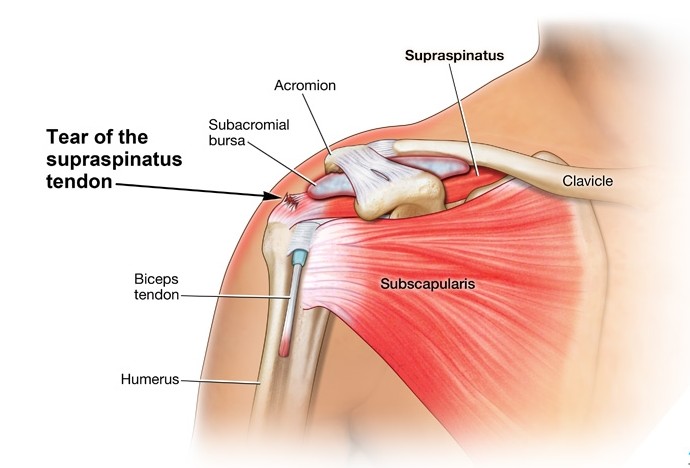 Supraspinatus
Acromion
Subacromial
bursa
Tear of the
supraspinatus
tendon
Clavicle
Biceps
tendon
Subscapularis
Humerus